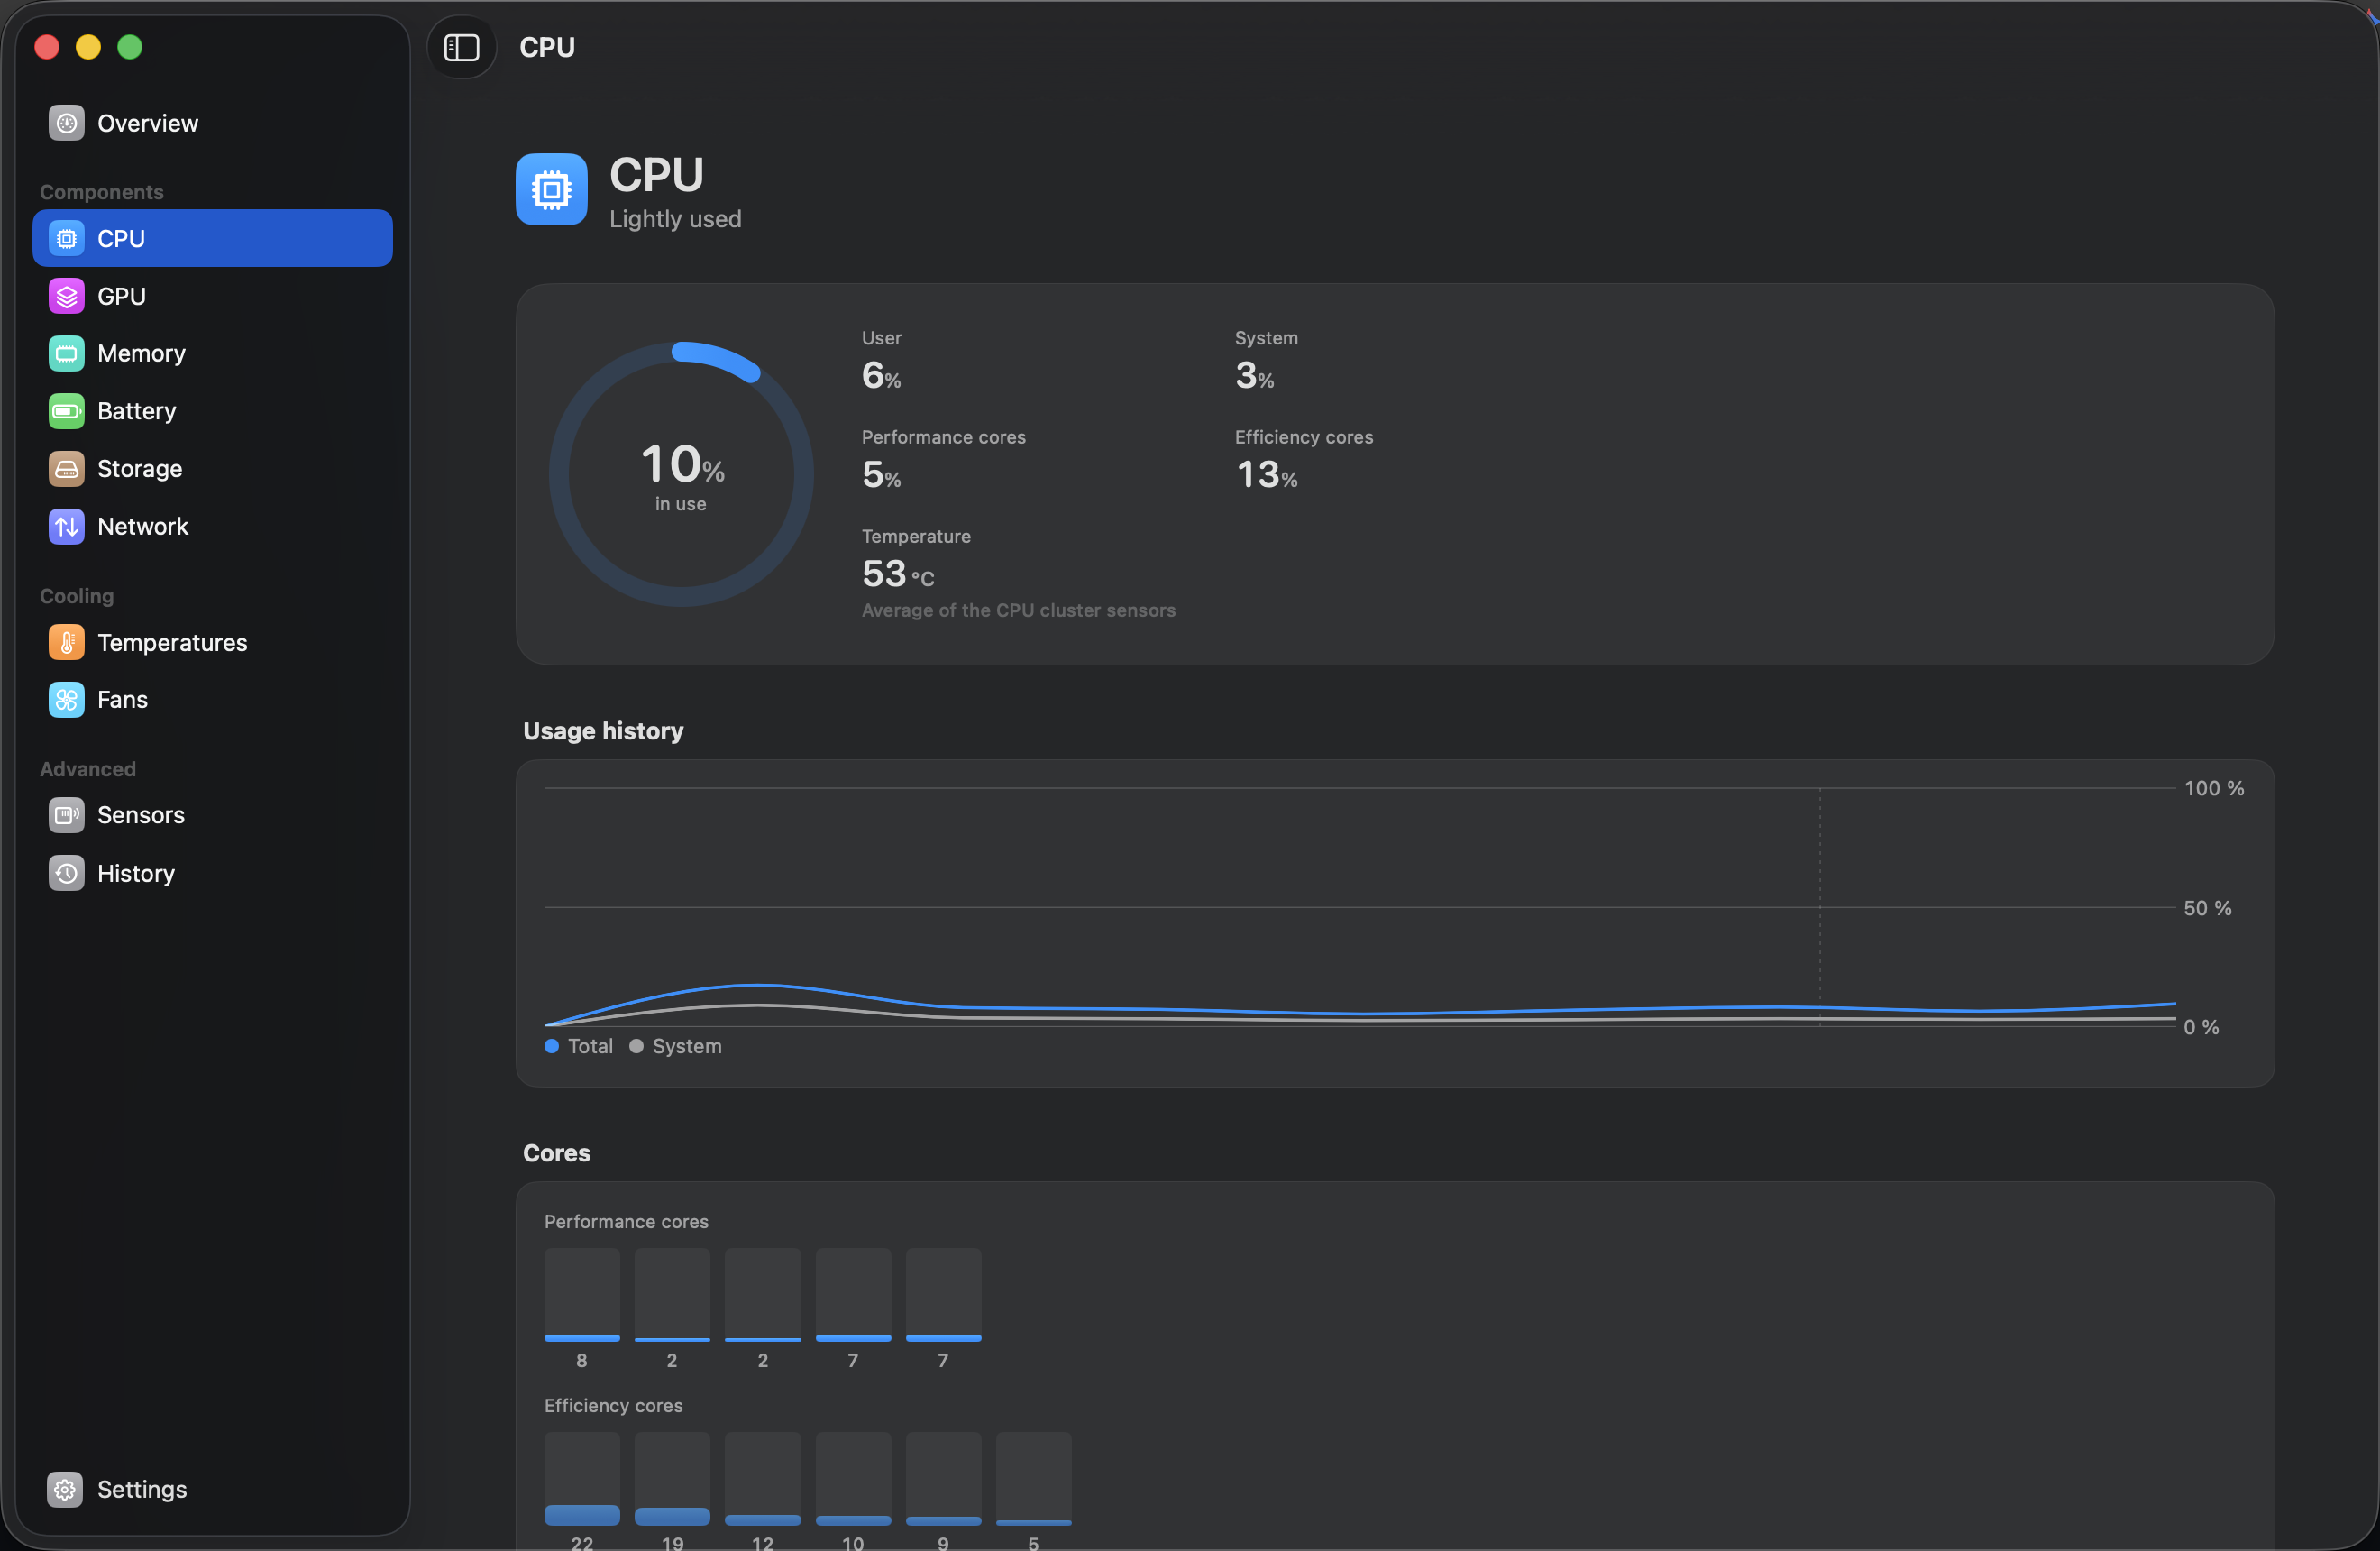 CPU
Overview
Components
CPU
GPU
Memory
Battery
Storage
Network
Cooling
Temperatures
Fans
Advanced
Sensors
History
Settings
CPU
Lightly used
10%
in use
User
6%
System
3%
Performance cores
5%
Efficiency cores
13%
Temperature
53 °C
Average of the CPU cluster sensors
Usage history
100 %
50 %
0 %
Total System
Cores
Performance cores
8 2 2 7 7
Efficiency cores
22 19 12 10 9 5